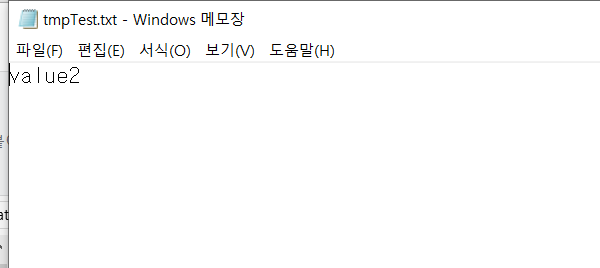 tmpTest.txt - Windows 메모장
파일(F) 편집(E) 서식(O) 보기(V) 도움말(H)
value2